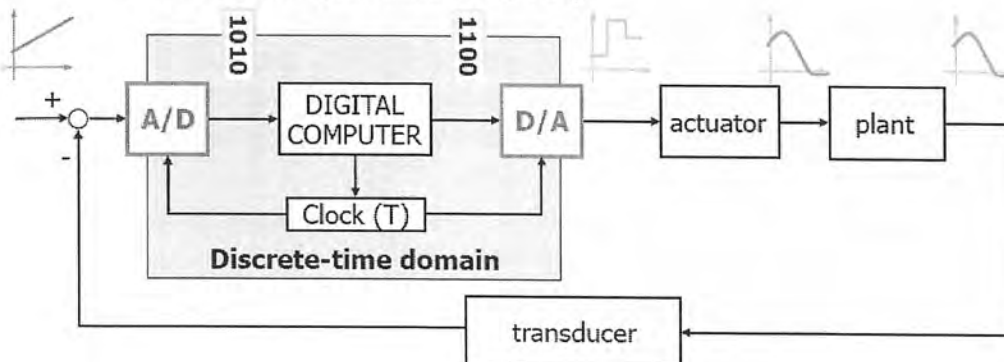 1010
1100
+
-
A/D
DIGITAL
COMPUTER
D/A
actuator
plant
Clock (T)
Discrete-time domain
transducer